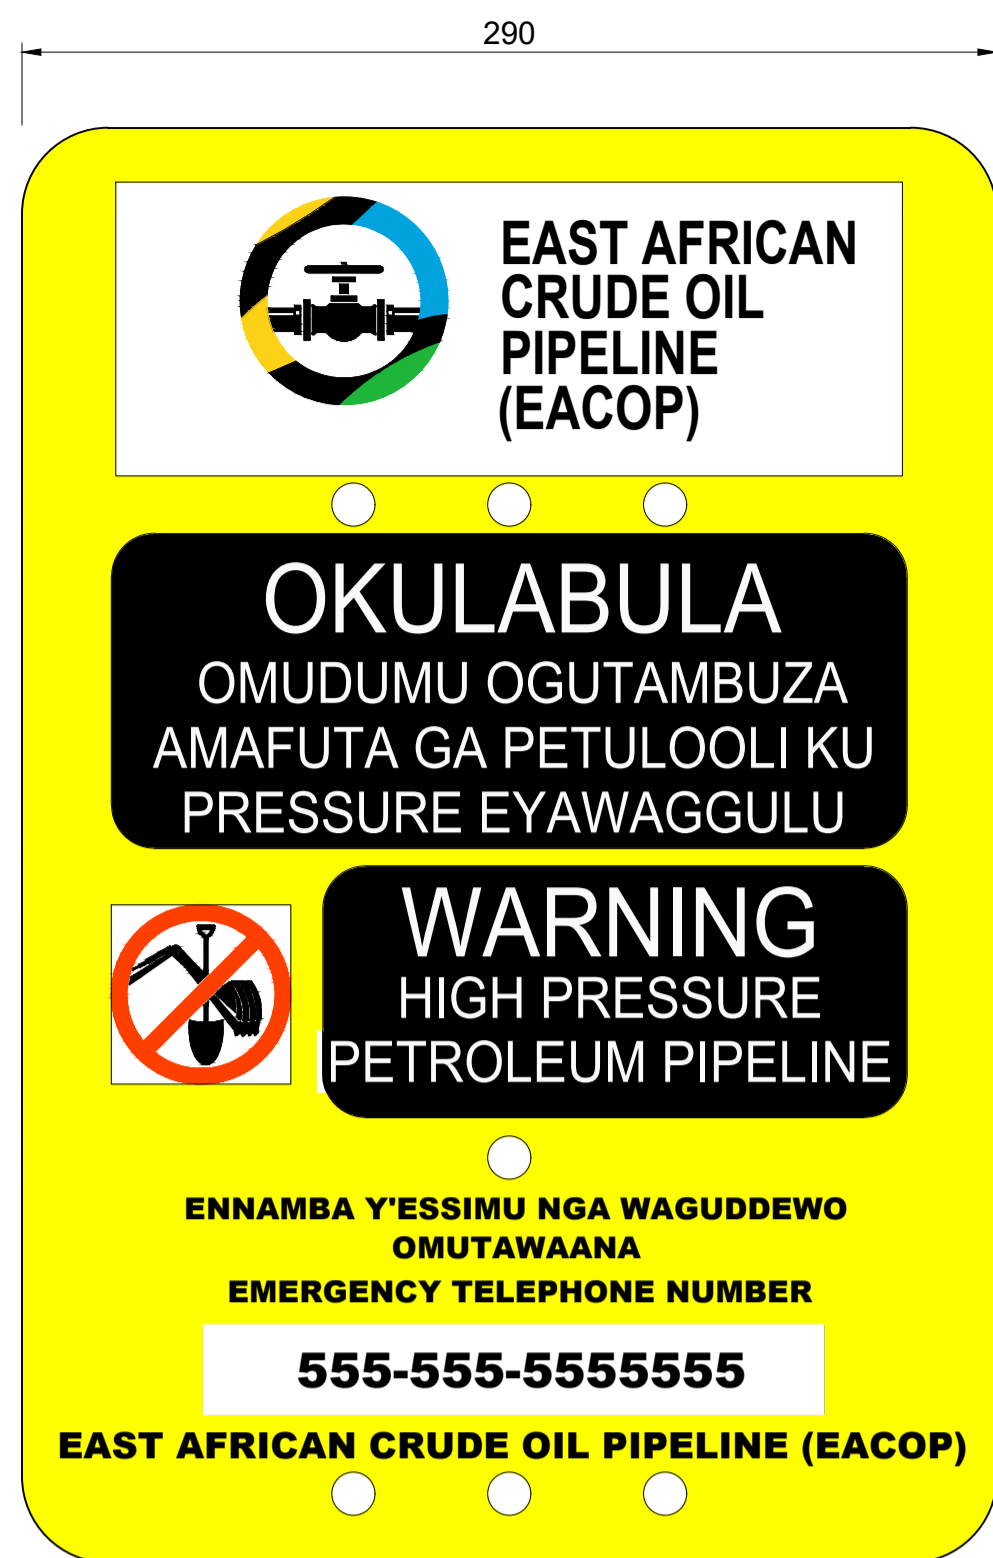 290
EAST AFRICAN
CRUDE OIL
PIPELINE
(EACOP)
OKULABULA
OMUDUMU OGUTAMBUZA
AMAFUTA GA PETULOOLI KU
PRESSURE EYAWAGGULU
WARNING
HIGH PRESSURE
PETROLEUM PIPELINE
ENNAMBA Y'ESSIMU NGA WAGUDDEWO
OMUTAWAANA
EMERGENCY TELEPHONE NUMBER
555-555-5555555
EAST AFRICAN CRUDE OIL PIPELINE (EACOP)